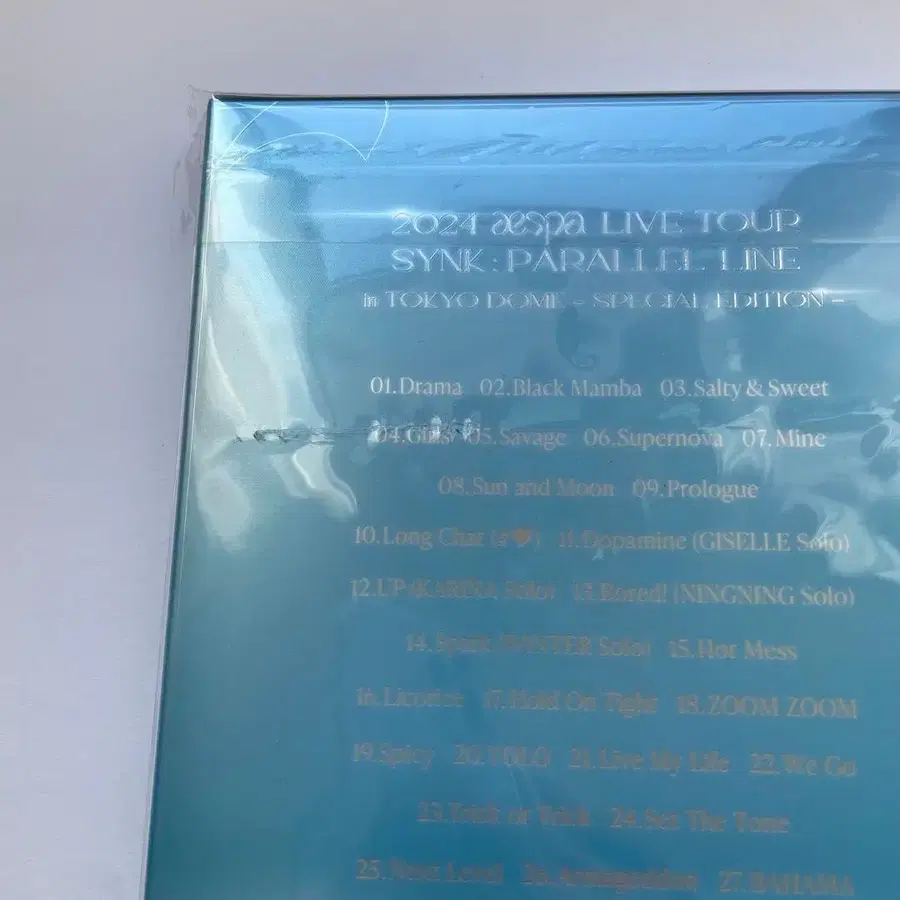 2024 aespa LIVE TOUR
SYNK : PARALLEL LINE
in TOKYO DOME - SPECIAL EDITION -
01.Drama 02.Black Mamba 03.Salty & Sweet
04.Girls 05.Savage 06.Supernova 07.Mine
08.Sun and Moon 09.Prologue
10.Long Chat (#♥) 11.Dopamine (GISELLE Solo)
12.UP (KARINA Solo) 13.Bored! (NINGNING Solo)
14.Spark (WINTER Solo) 15.Hot Mess
16.Licorice 17.Hold On Tight 18.ZOOM ZOOM
19.Spicy 20.YOLO 21.Live My Life 22.We Go
23.Trick or Trick 24.Set The Tone
25.Next Level 26.Armageddon 27.BAHAMA